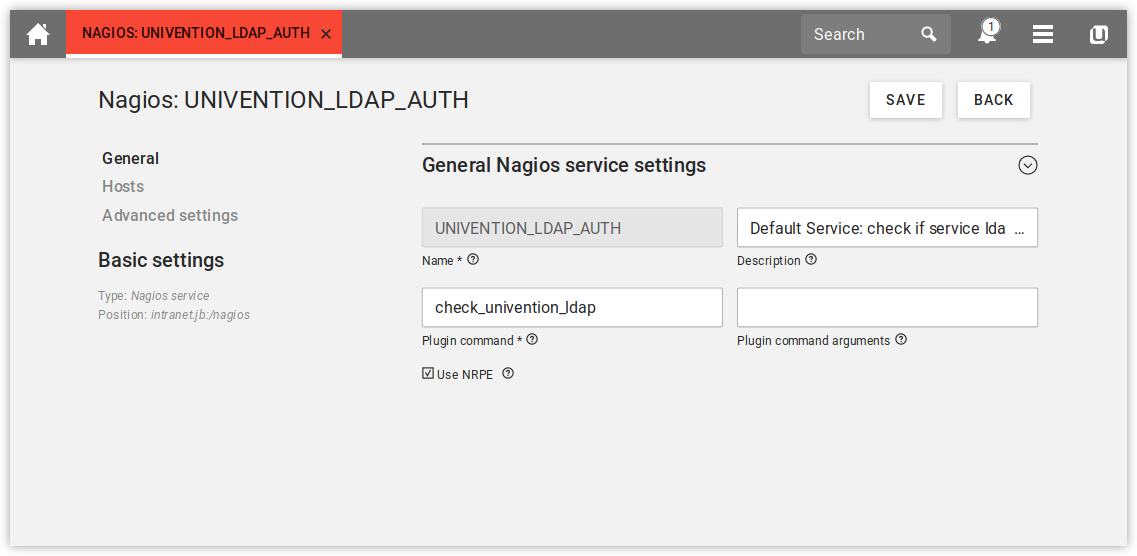 NAGIOS: UNIVENTION_LDAP_AUTH
Search
1
Nagios: UNIVENTION_LDAP_AUTH
SAVE
BACK
General
Hosts
Advanced settings
Basic settings
Type: Nagios service
Position: intranet.jb:/nagios
General Nagios service settings
UNIVENTION_LDAP_AUTH
Default Service: check if service lda ...
Name *
Description
check_univention_ldap
Plugin command *
Plugin command arguments
Use NRPE